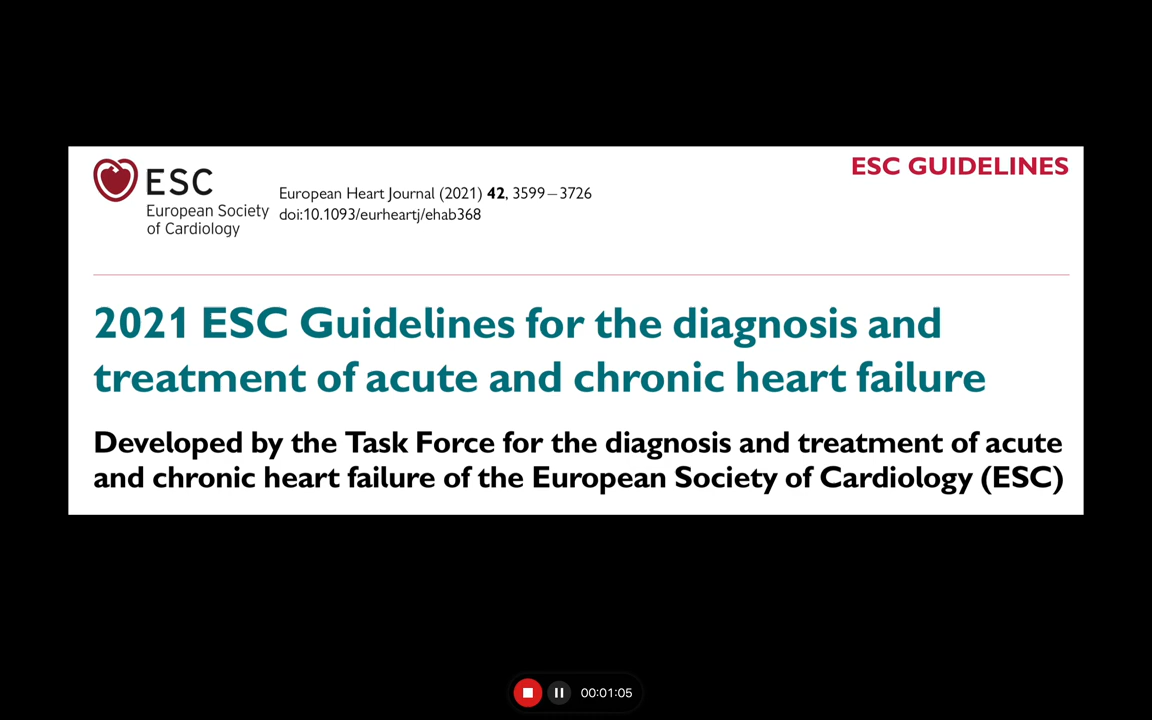 ESC GUIDELINES
ESC
European Society
of Cardiology
European Heart Journal (2021) 42, 3599–3726
doi:10.1093/eurheartj/ehab368
2021 ESC Guidelines for the diagnosis and
treatment of acute and chronic heart failure
Developed by the Task Force for the diagnosis and treatment of acute
and chronic heart failure of the European Society of Cardiology (ESC)
00:01:05